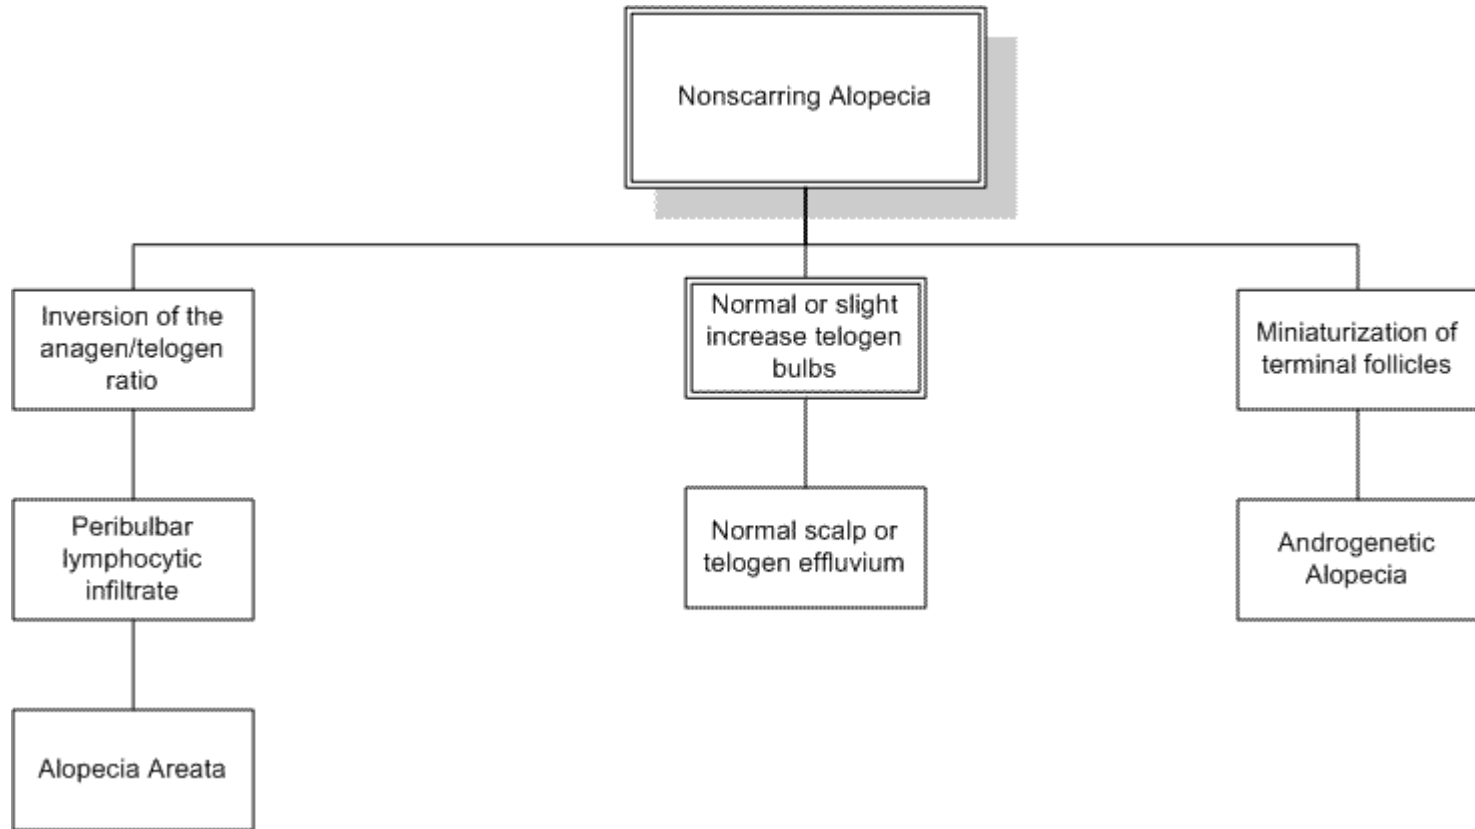 Nonscarring Alopecia
Inversion of the
anagen/telogen
ratio
Peribulbar
lymphocytic
infiltrate
Alopecia Areata
Normal or slight
increase telogen
bulbs
Normal scalp or
telogen effluvium
Miniaturization of
terminal follicles
Androgenetic
Alopecia